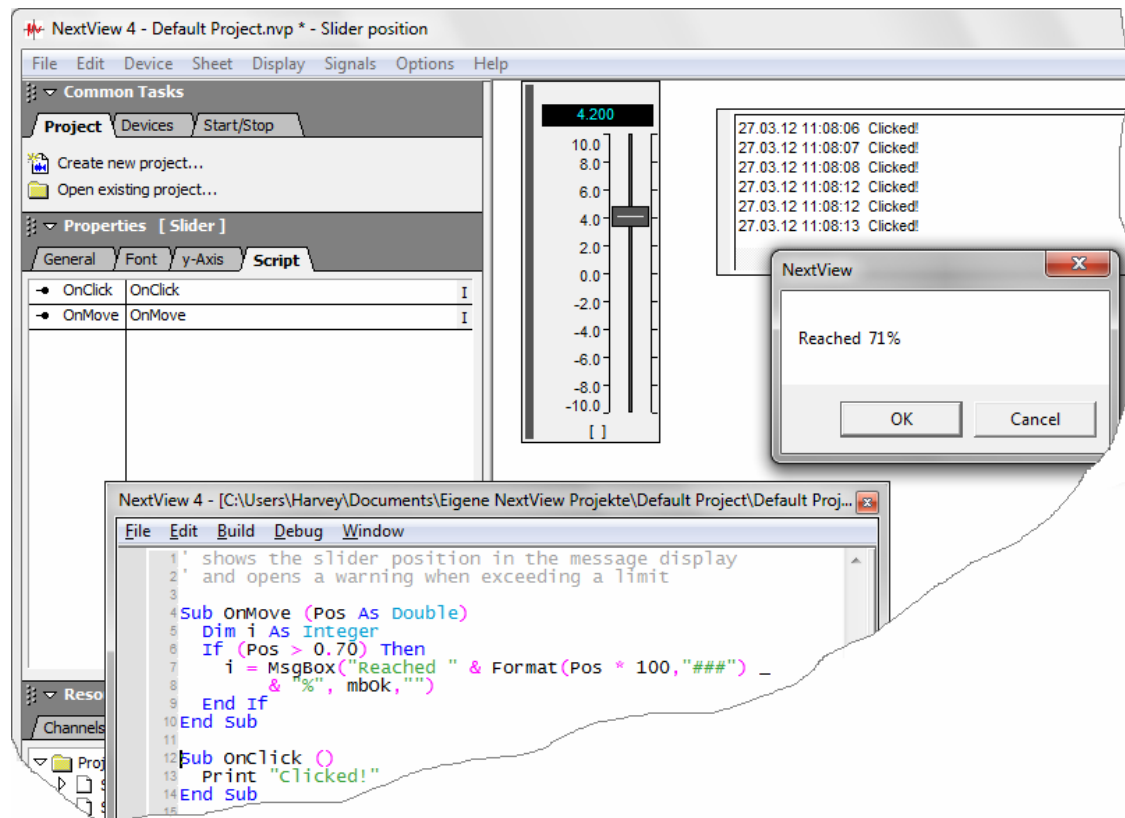 NextView 4 - Default Project.nvp * - Slider position
File Edit Device Sheet Display Signals Options Help
Common Tasks
Project Devices Start/Stop
Create new project...
Open existing project...
Properties [ Slider ]
General Font y-Axis Script
OnClick OnClick I
OnMove OnMove I
4.200
10.0
8.0
6.0
4.0
2.0
0.0
-2.0
-4.0
-6.0
-8.0
-10.0
[ ]
27.03.12 11:08:06 Clicked!
27.03.12 11:08:07 Clicked!
27.03.12 11:08:08 Clicked!
27.03.12 11:08:12 Clicked!
27.03.12 11:08:12 Clicked!
27.03.12 11:08:13 Clicked!
NextView
Reached 71%
OK Cancel
NextView 4 - [C:\Users\Harvey\Documents\Eigene NextView Projekte\Default Project\Default Proj...
File Edit Build Debug Window
1 ' shows the slider position in the message display
2 ' and opens a warning when exceeding a limit
3
4 Sub OnMove (Pos As Double)
5 Dim i As Integer
6 If (Pos > 0.70) Then
7 i = MsgBox("Reached " & Format(Pos * 100,"###") _
8 & "%", mbOk,"")
9 End If
10 End Sub
11
12 Sub OnClick ()
13 Print "Clicked!"
14 End Sub
15
Reso
Channels
Proj